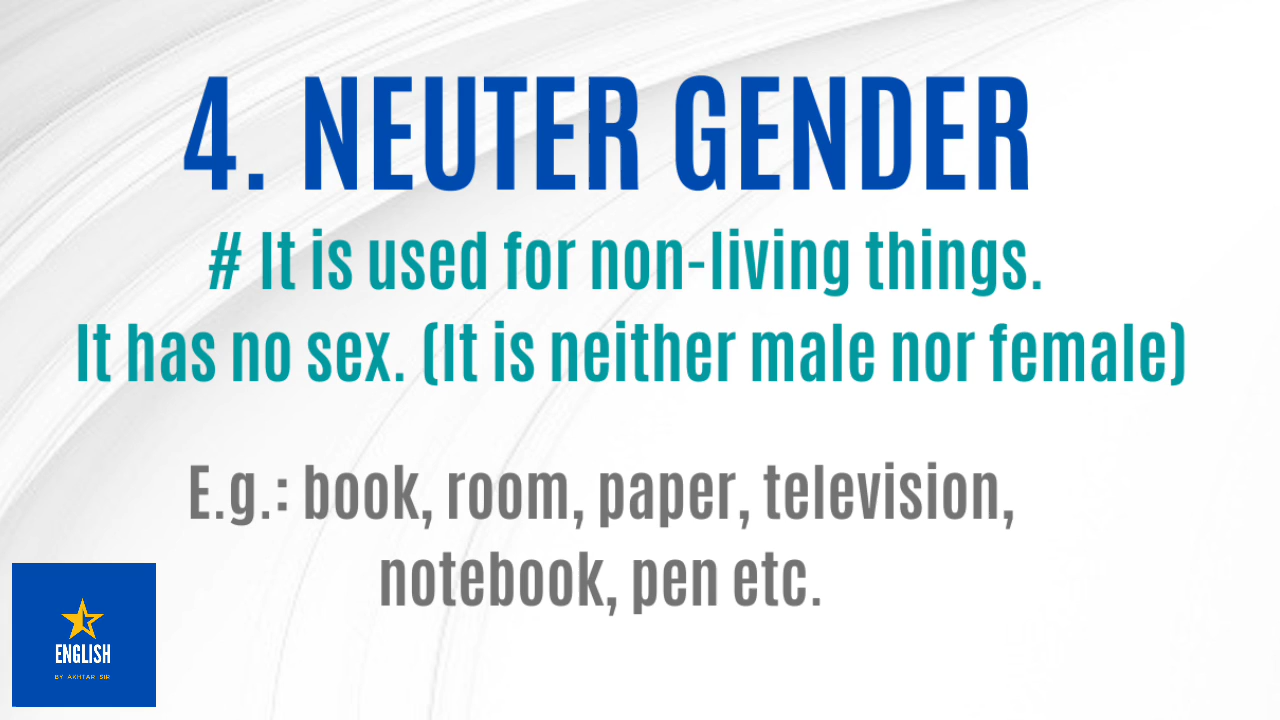 4. NEUTER GENDER
# It is used for non-living things.
It has no sex. (It is neither male nor female)
E.g.: book, room, paper, television,
notebook, pen etc.
ENGLISH
BY AKHTAR SIR